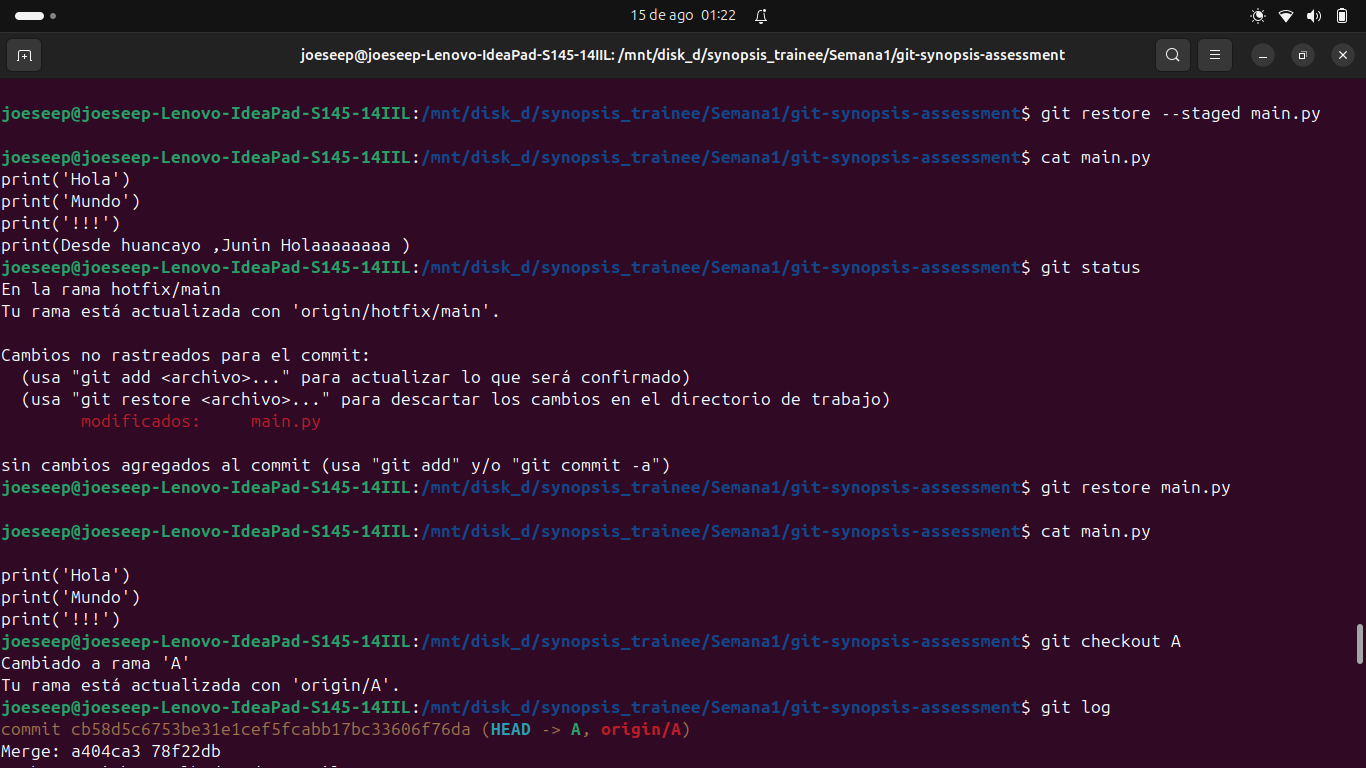 15 de ago 01:22
joeseep@joeseep-Lenovo-IdeaPad-S145-14IIL: /mnt/disk_d/synopsis_trainee/Semana1/git-synopsis-assessment
joeseep@joeseep-Lenovo-IdeaPad-S145-14IIL:/mnt/disk_d/synopsis_trainee/Semana1/git-synopsis-assessment$ git restore --staged main.py
joeseep@joeseep-Lenovo-IdeaPad-S145-14IIL:/mnt/disk_d/synopsis_trainee/Semana1/git-synopsis-assessment$ cat main.py
print('Hola')
print('Mundo')
print('!!!')
print(Desde huancayo ,Junin Holaaaaaaaa )
joeseep@joeseep-Lenovo-IdeaPad-S145-14IIL:/mnt/disk_d/synopsis_trainee/Semana1/git-synopsis-assessment$ git status
En la rama hotfix/main
Tu rama está actualizada con 'origin/hotfix/main'.
Cambios no rastreados para el commit:
(usa "git add <archivo>..." para actualizar lo que será confirmado)
(usa "git restore <archivo>..." para descartar los cambios en el directorio de trabajo)
modificados: main.py
sin cambios agregados al commit (usa "git add" y/o "git commit -a")
joeseep@joeseep-Lenovo-IdeaPad-S145-14IIL:/mnt/disk_d/synopsis_trainee/Semana1/git-synopsis-assessment$ git restore main.py
joeseep@joeseep-Lenovo-IdeaPad-S145-14IIL:/mnt/disk_d/synopsis_trainee/Semana1/git-synopsis-assessment$ cat main.py
print('Hola')
print('Mundo')
print('!!!')
joeseep@joeseep-Lenovo-IdeaPad-S145-14IIL:/mnt/disk_d/synopsis_trainee/Semana1/git-synopsis-assessment$ git checkout A
Cambiado a rama 'A'
Tu rama está actualizada con 'origin/A'.
joeseep@joeseep-Lenovo-IdeaPad-S145-14IIL:/mnt/disk_d/synopsis_trainee/Semana1/git-synopsis-assessment$ git log
commit cb58d5c6753be31e1cef5fcabb17bc33606f76da (HEAD -> A, origin/A)
Merge: a404ca3 78f22db